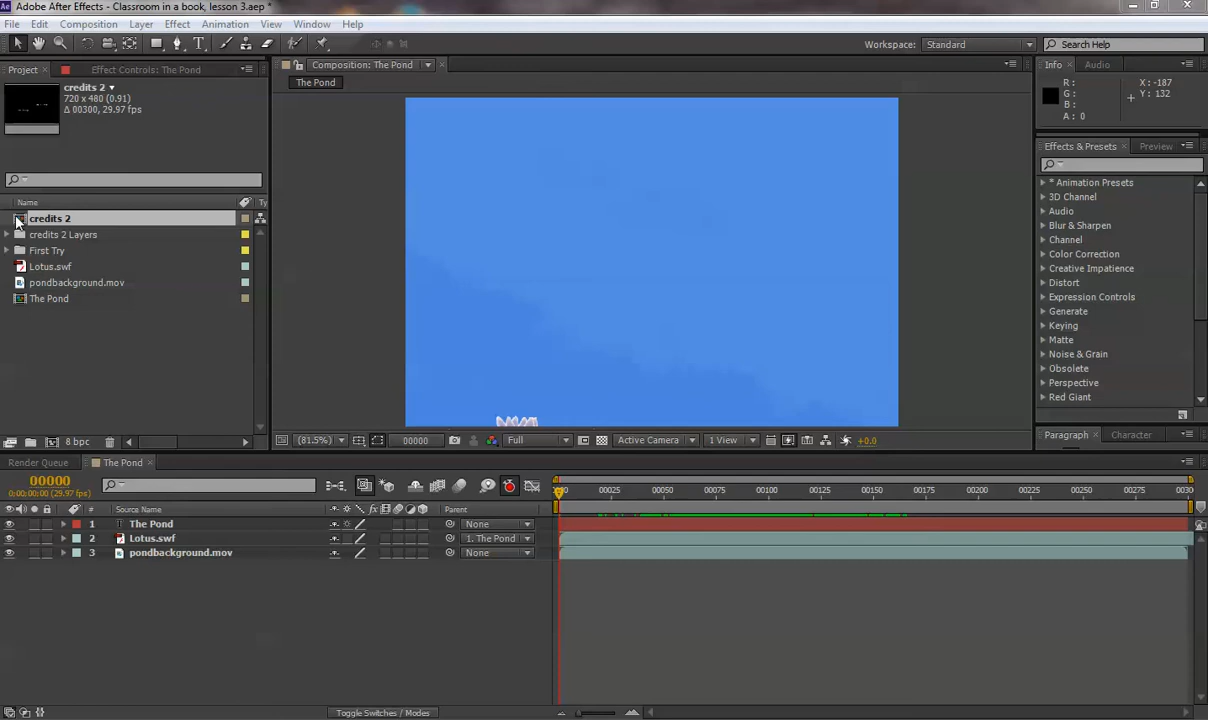 Ae Adobe After Effects - Classroom in a book, lesson 3.aep *
File Edit Composition Layer Effect Animation View Window Help
Workspace: Standard Search Help
Project Effect Controls: The Pond
credits 2
720 x 480 (0.91)
Δ 00300, 29.97 fps
Name Ty
credits 2
credits 2 Layers
First Try
Lotus.swf
pondbackground.mov
The Pond
8 bpc
Composition: The Pond
The Pond
(81.5%) 00000 Full Active Camera 1 View +0.0
Info Audio
R : X : -187
G : Y : 132
B :
A : 0
Effects & Presets Preview
* Animation Presets
3D Channel
Audio
Blur & Sharpen
Channel
Color Correction
Creative Impatience
Distort
Expression Controls
Generate
Keying
Matte
Noise & Grain
Obsolete
Perspective
Red Giant
Paragraph Character
Render Queue The Pond
00000
0:00:00:00 (29.97 fps)
00025 00050 00075 00100 00125 00150 00175 00200 00225 00250 00275 0030
# Source Name Parent
1 T The Pond None
2 Lotus.swf 1. The Pond
3 pondbackground.mov None
Toggle Switches / Modes